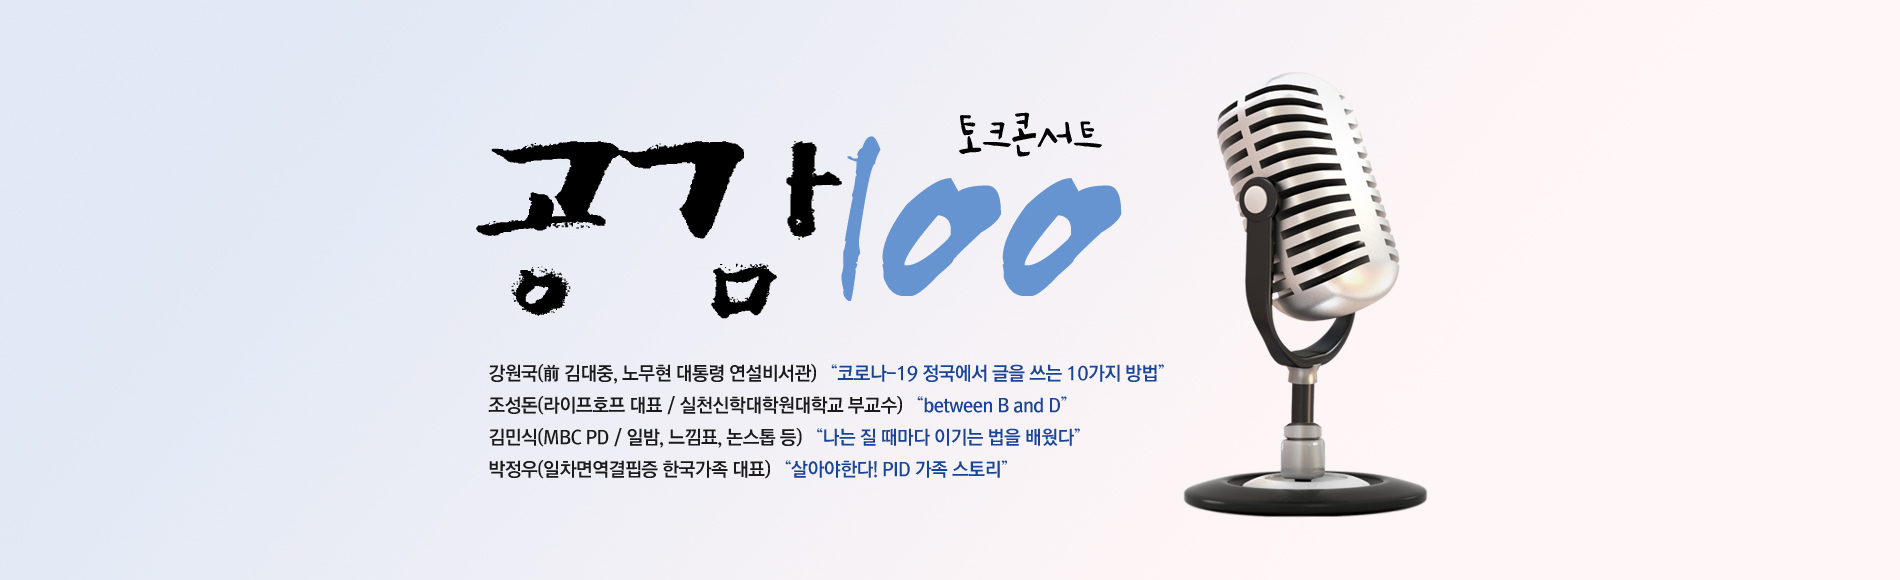 토크콘서트
공감100
강원국(前 김대중, 노무현 대통령 연설비서관) “코로나-19 정국에서 글을 쓰는 10가지 방법”
조성돈(라이프호프 대표 / 실천신학대학원대학교 부교수) “between B and D”
김민식(MBC PD / 일밤, 느낌표, 논스톱 등) “나는 질 때마다 이기는 법을 배웠다”
박정우(일차면역결핍증 한국가족 대표) “살아야한다! PID 가족 스토리”